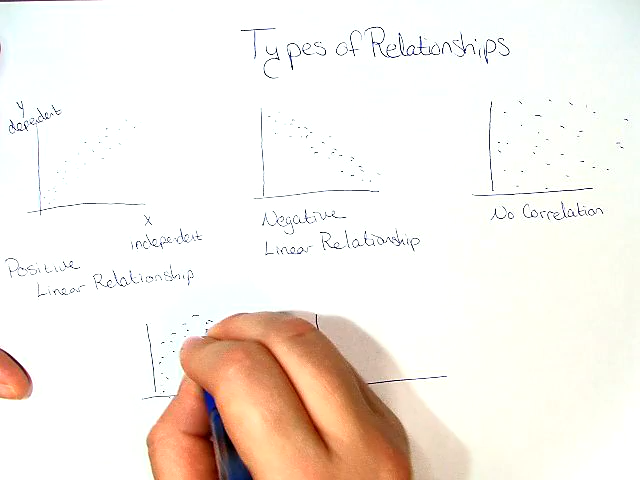 Types of Relationships
y
dependent
x
independent
Positive
Linear Relationship
Negative
Linear Relationship
No Correlation